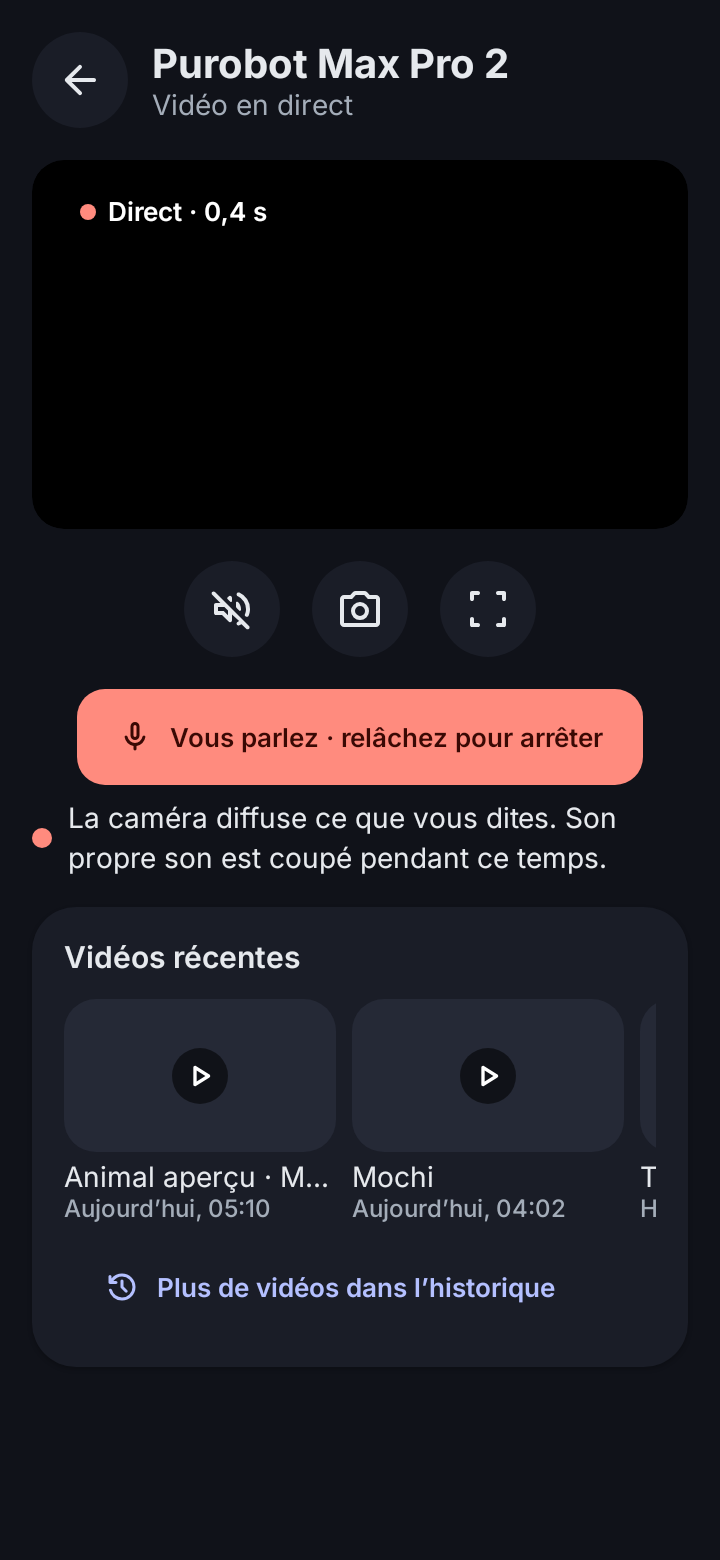 Purobot Max Pro 2
Vidéo en direct
Direct · 0,4 s
Vous parlez · relâchez pour arrêter
La caméra diffuse ce que vous dites. Son
propre son est coupé pendant ce temps.
Vidéos récentes
Animal aperçu · M…
Aujourd’hui, 05:10
Mochi
Aujourd’hui, 04:02
T
H
Plus de vidéos dans l’historique